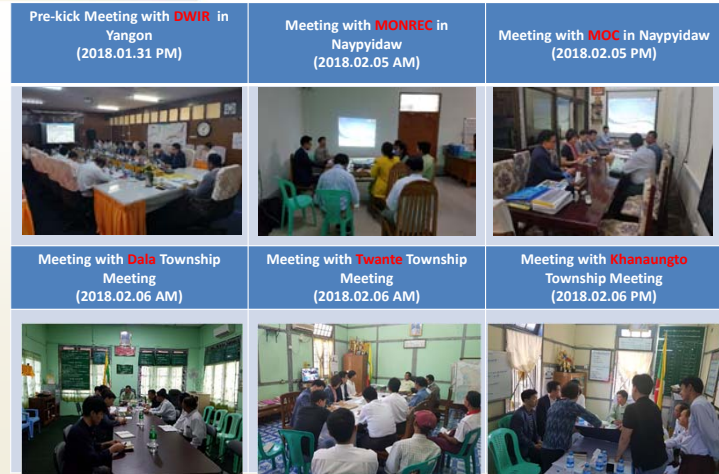 Pre-kick Meeting with DWIR in
Yangon
(2018.01.31 PM)
Meeting with MONREC in
Naypyidaw
(2018.02.05 AM)
Meeting with MOC in Naypyidaw
(2018.02.05 PM)
Meeting with Dala Township
Meeting
(2018.02.06 AM)
Meeting with Twante Township
Meeting
(2018.02.06 AM)
Meeting with Khanaungto
Township Meeting
(2018.02.06 PM)